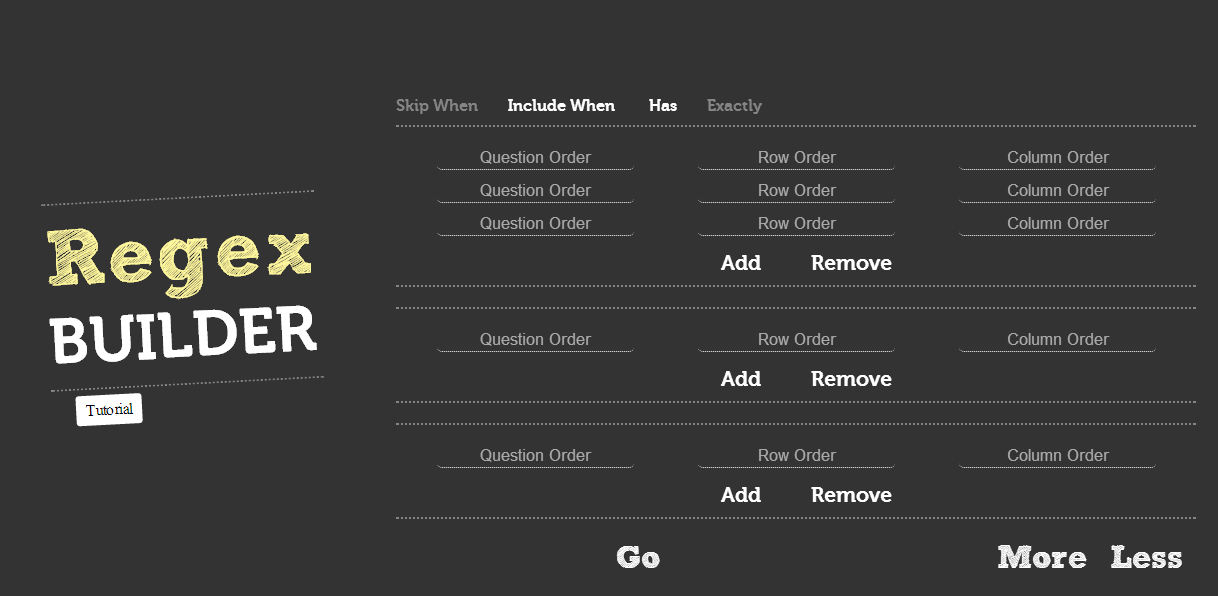 Skip When Include When Has Exactly
Question Order Row Order Column Order
Question Order Row Order Column Order
Question Order Row Order Column Order
Add Remove
Regex
BUILDER
Tutorial
Question Order Row Order Column Order
Add Remove
Question Order Row Order Column Order
Add Remove
Go More Less